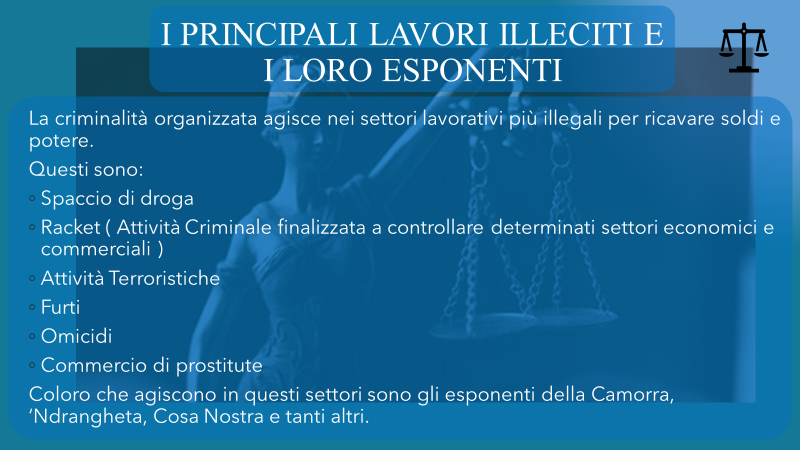 I PRINCIPALI LAVORI ILLECITI E
I LORO ESPONENTI
La criminalità organizzata agisce nei settori lavorativi più illegali per ricavare soldi e
potere.
Questi sono:
◦ Spaccio di droga
◦ Racket ( Attività Criminale finalizzata a controllare determinati settori economici e
commerciali )
◦ Attività Terroristiche
◦ Furti
◦ Omicidi
◦ Commercio di prostitute
Coloro che agiscono in questi settori sono gli esponenti della Camorra,
‘Ndrangheta, Cosa Nostra e tanti altri.